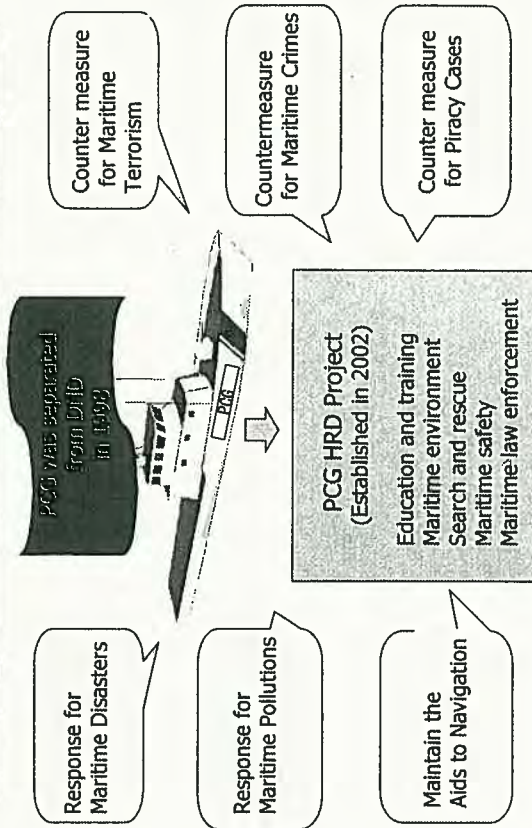 PCG was separated
from DND
in 1998
Response for
Maritime Disasters
Response for
Maritime Pollutions
Maintain the
Aids to Navigation
Counter measure
for Maritime
Terrorism
Countermeasure
for Maritime Crimes
Counter measure
for Piracy Cases
PCG
PCG HRD Project
(Established in 2002)
Education and training
Maritime environment
Search and rescue
Maritime safety
Maritime law enforcement